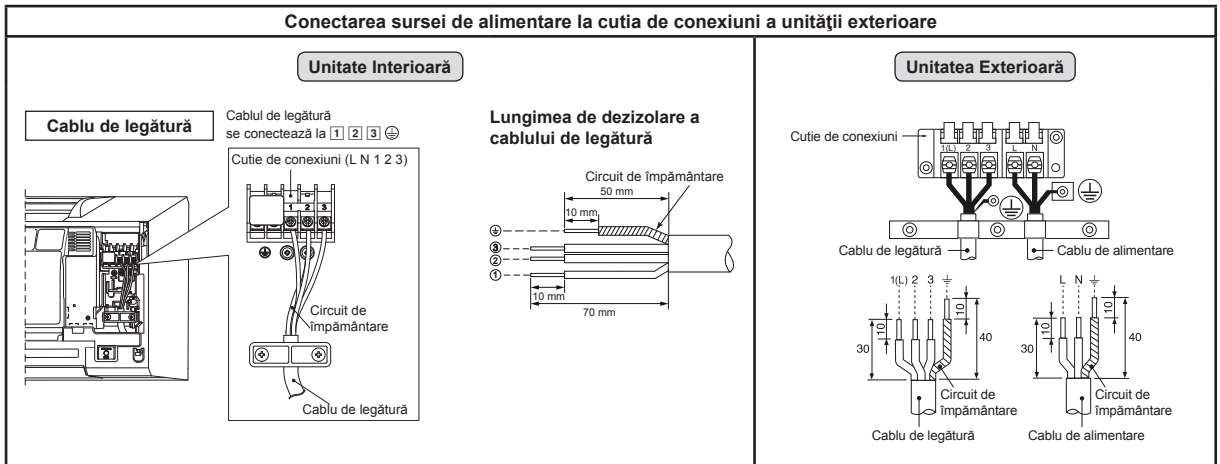 Conectarea sursei de alimentare la cutia de conexiuni a unităţii exterioare
Unitate Interioară
Cablu de legătură
Cablul de legătură
se conectează la 1 2 3 ⏚
Cutie de conexiuni (L N 1 2 3)
1 2 3
Circuit de
împământare
Cablu de legătură
Lungimea de dezizolare a
cablului de legătură
Circuit de împământare
50 mm
10 mm
⏚
③
②
①
10 mm
70 mm
Unitatea Exterioară
Cutie de conexiuni
1(L) 2 3 L N
Cablu de legătură
Cablu de alimentare
1(L) 2 3 ⏚
10
10
30
40
Circuit de
împământare
Cablu de legătură
L N ⏚
10
10
30
40
Circuit de
împământare
Cablu de alimentare